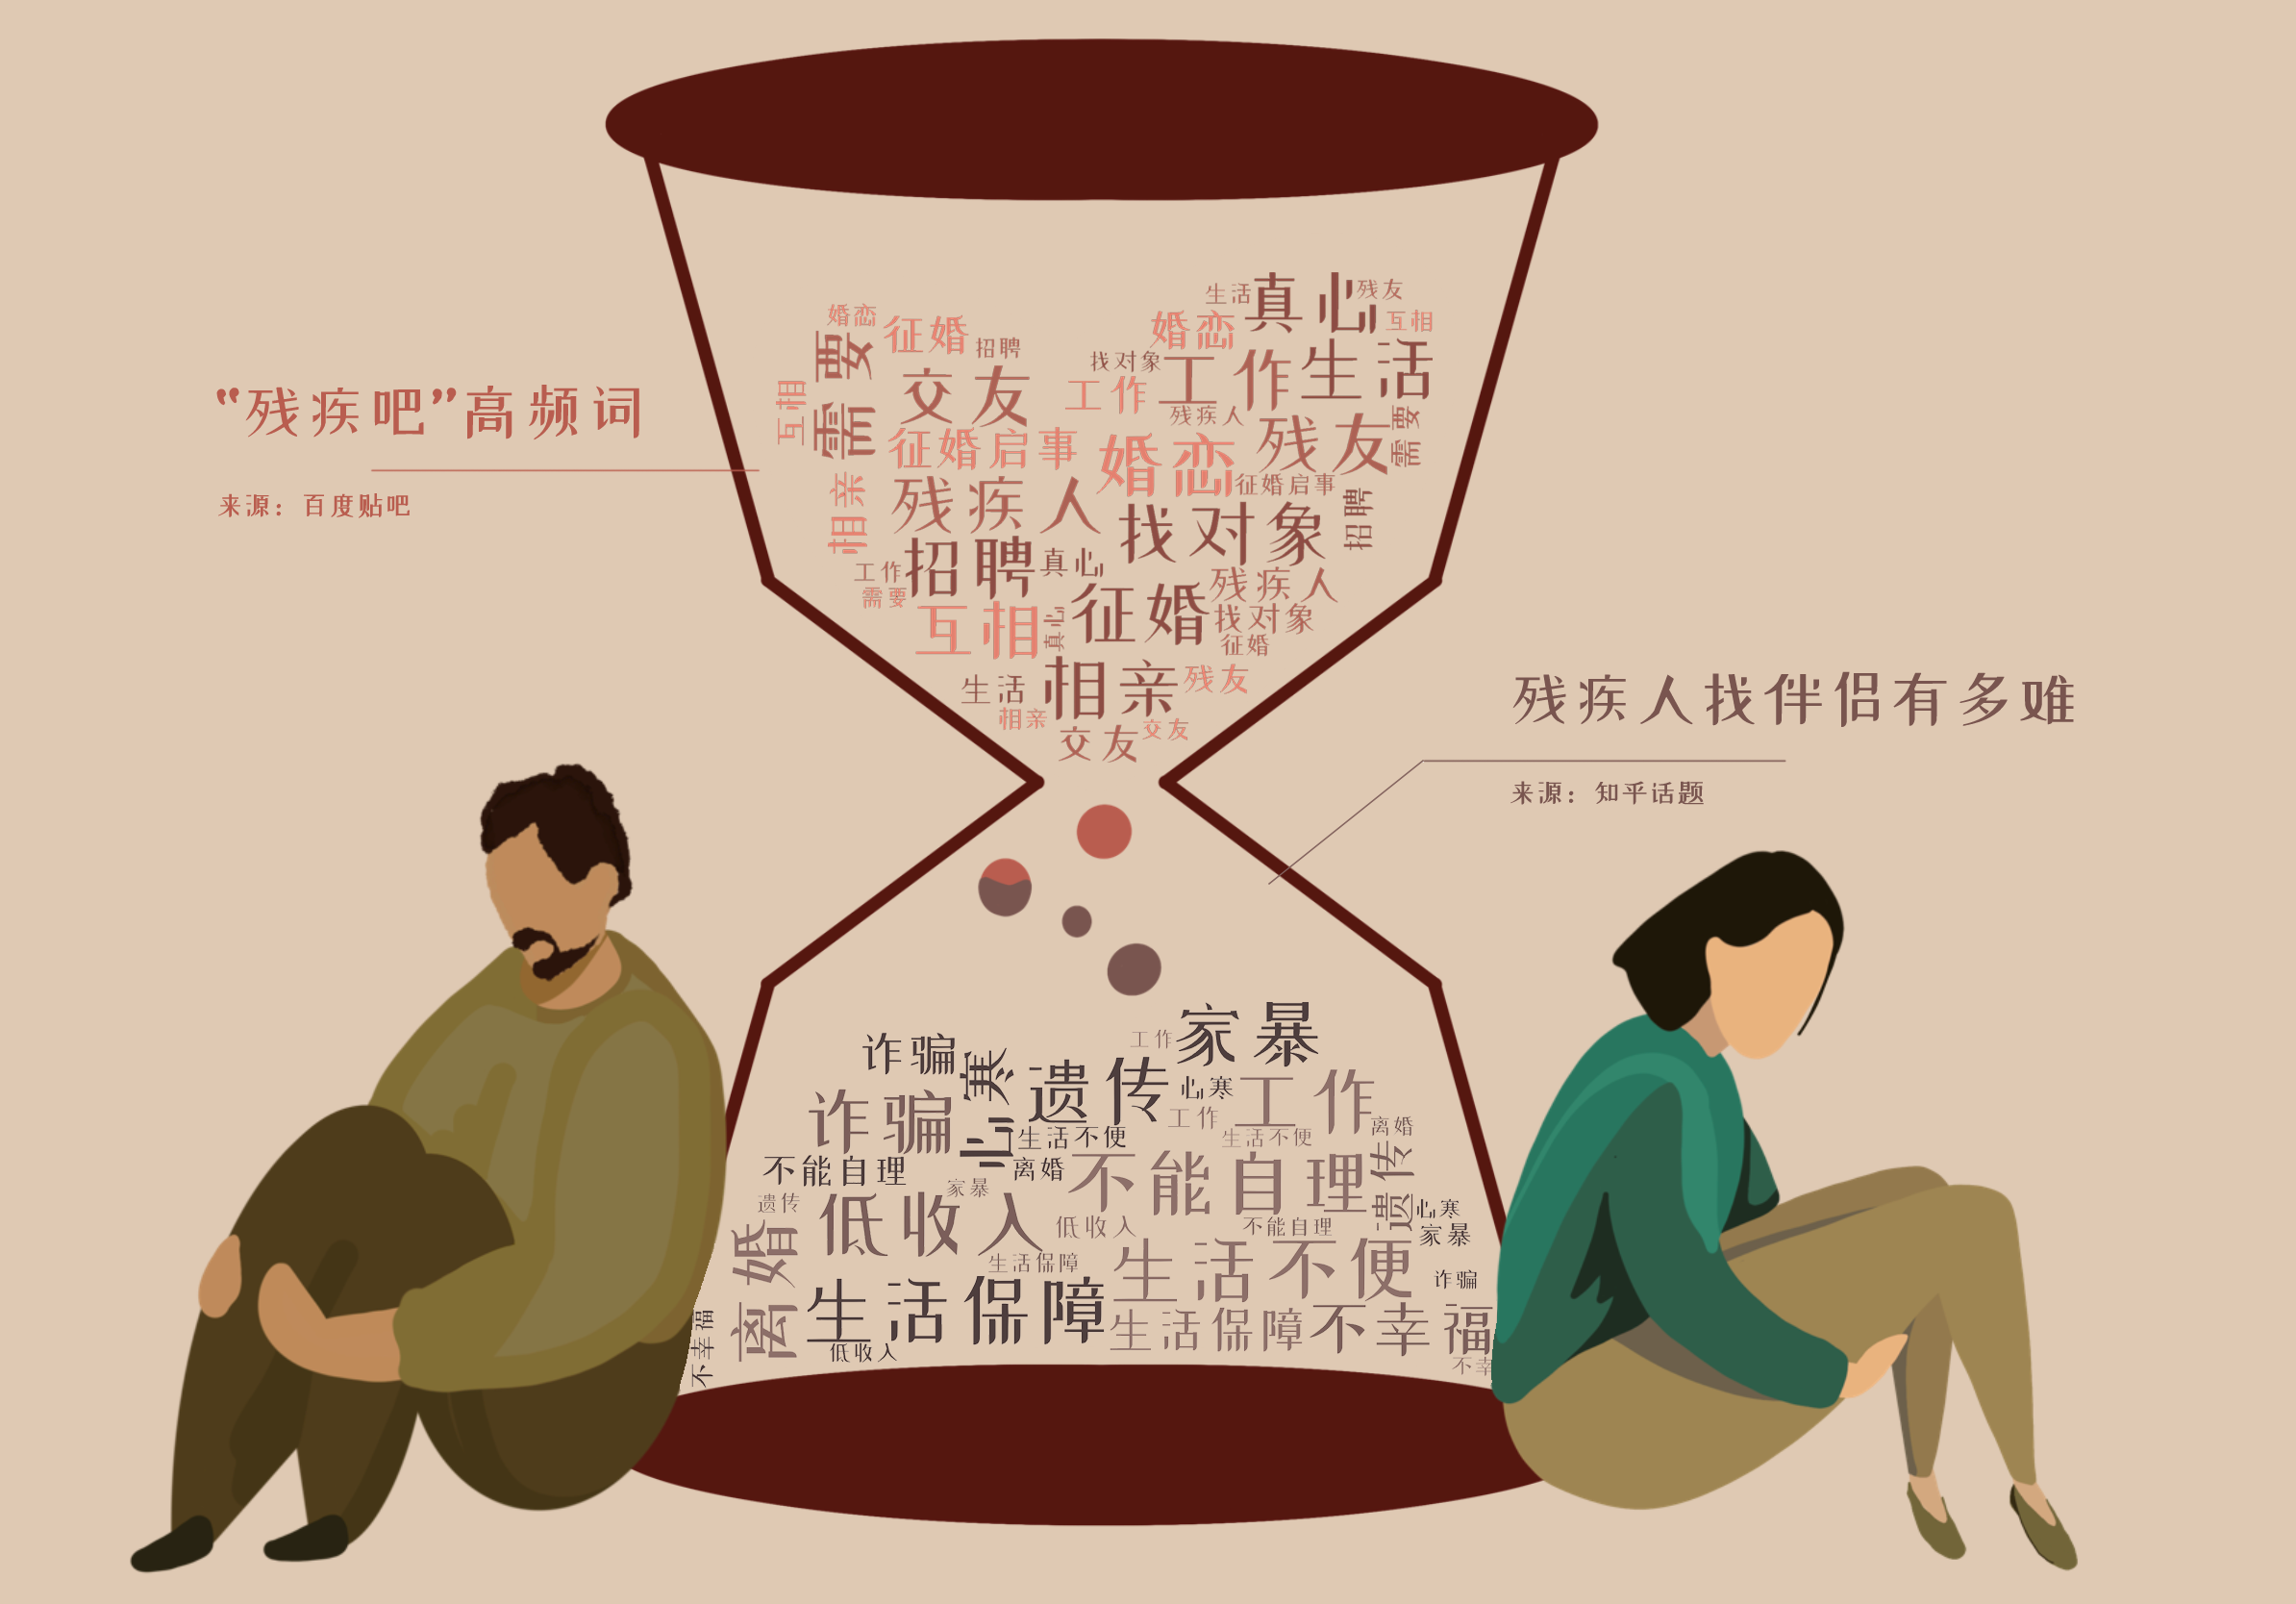 “残疾吧”高频词
来源：百度贴吧
生活
真心
残友
婚恋
征婚
招聘
婚恋
互相
需要
找对象
工作
生活
互相
交友
工作
残疾人
残友
需要
征婚启事
婚恋
征婚启事
相亲
残疾人
找对象
招聘
工作
招聘
真心
残疾人
需要
互相
真心
征婚
找对象
征婚
生活
相亲
残友
相亲
交友
交友
残疾人找伴侣有多难
来源：知乎话题
家暴
工作
诈骗
心寒
遗传
心寒
工作
诈骗
工作
生活不便
生活不便
离婚
不能自理
离婚
不能自理
遗传
遗传
家暴
低收入
低收入
不能自理
心寒
家暴
离婚
生活保障
生活不便
诈骗
不幸福
生活保障
生活保障
不幸福
低收入
不幸